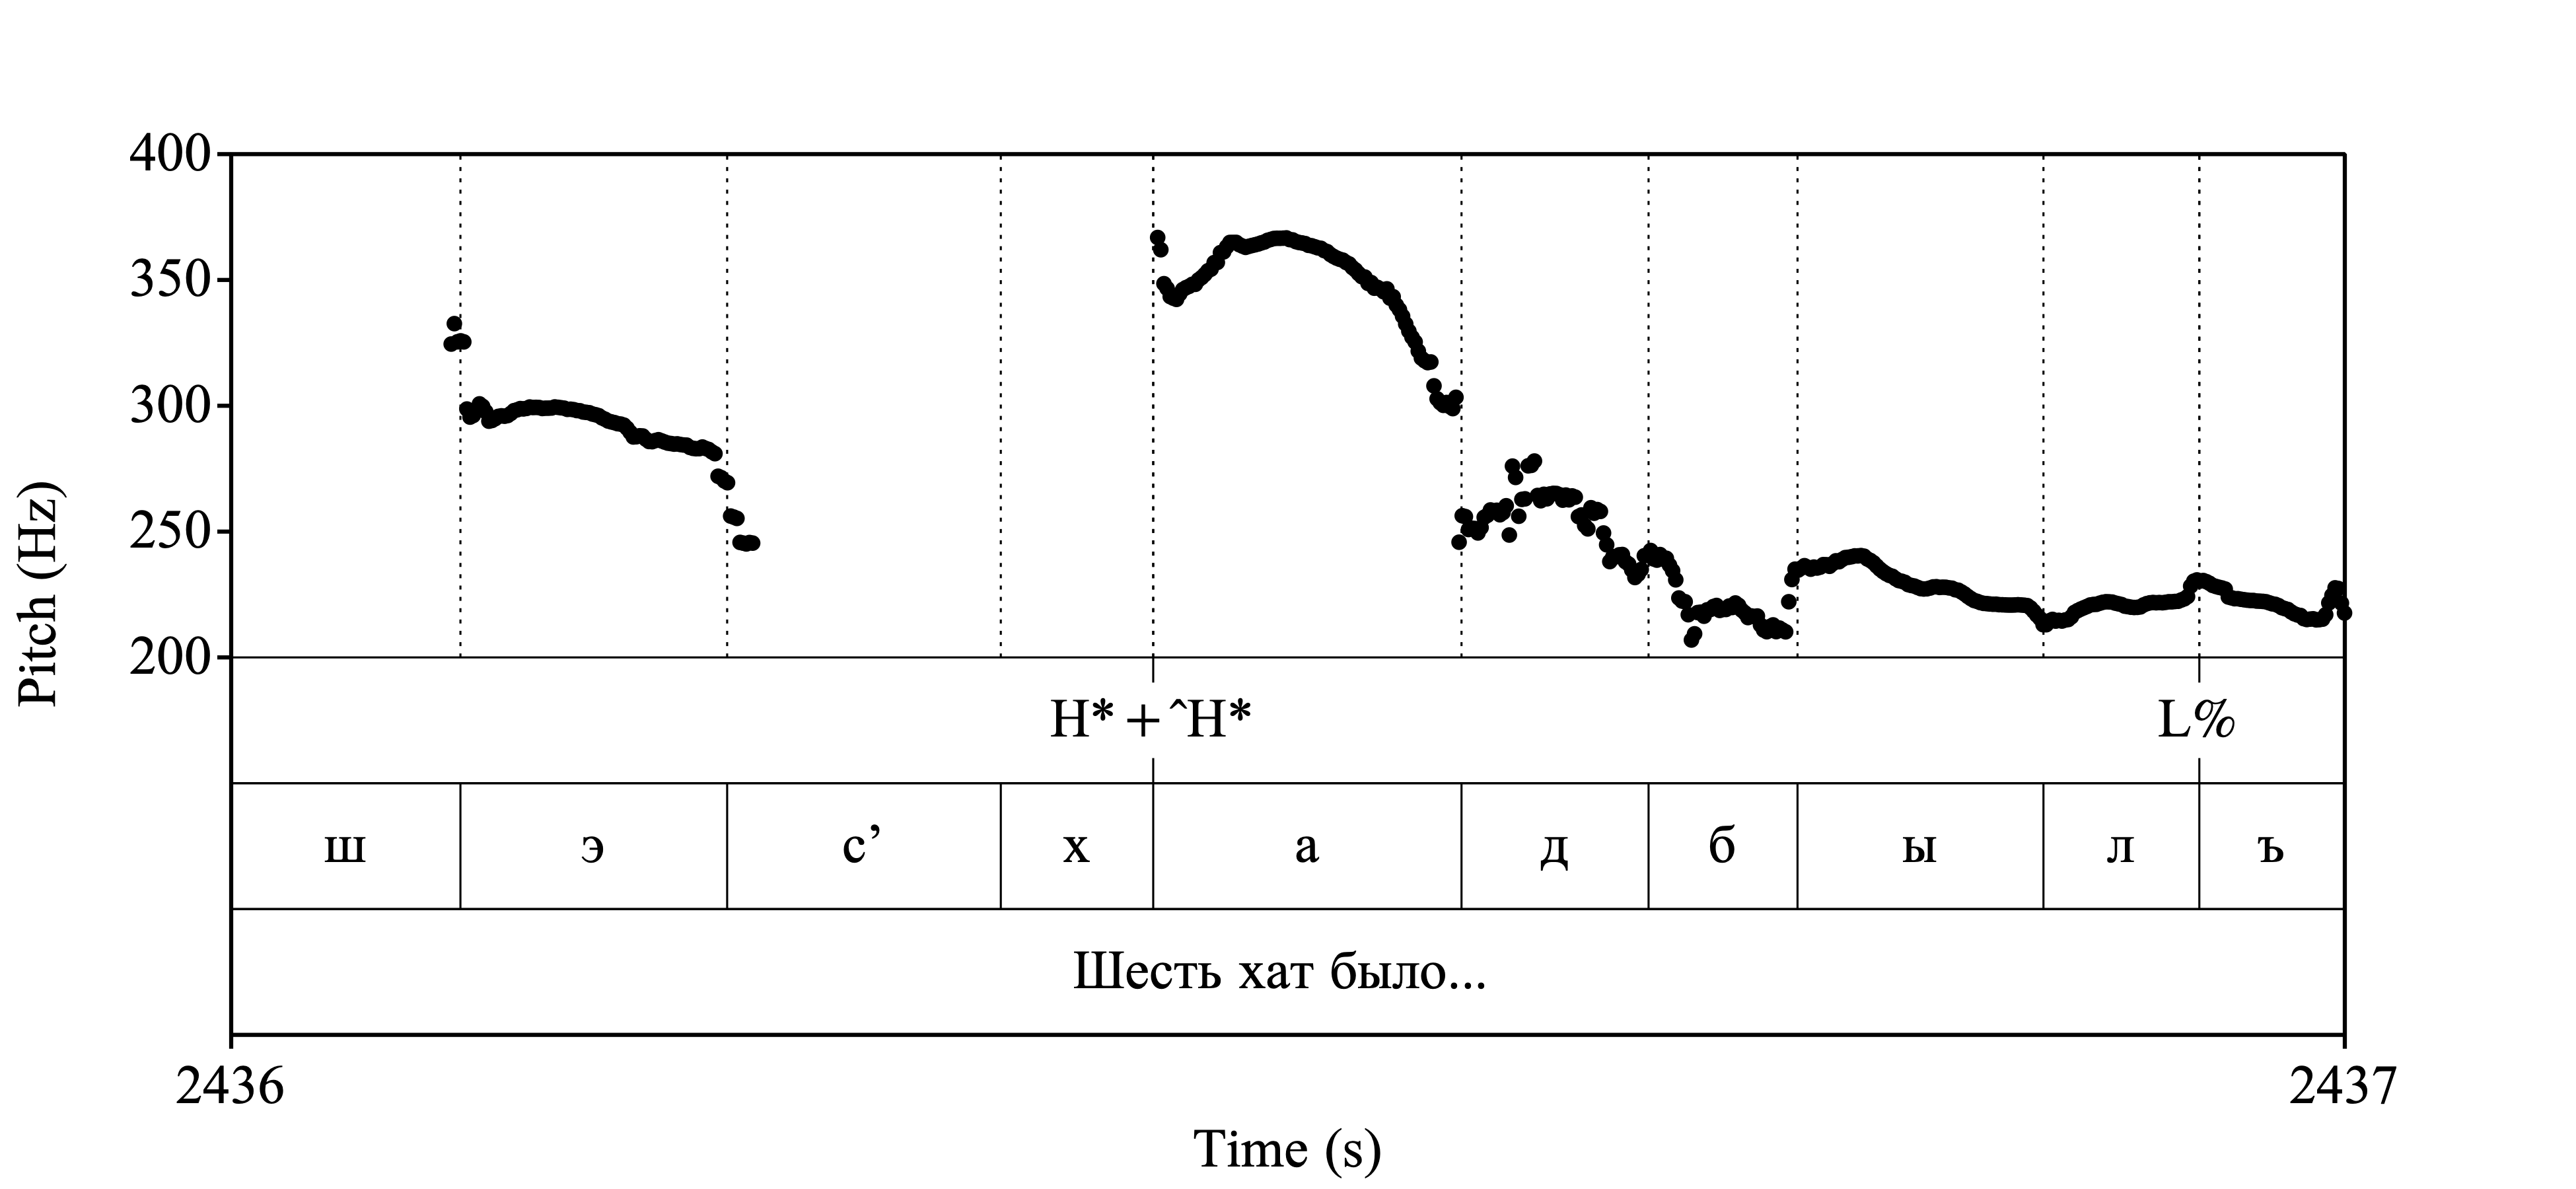 400
350
300
250
200
Pitch (Hz)
H* + ^H* L%
ш э с’ х а д б ы л ъ
Шесть хат было...
2436 2437
Time (s)